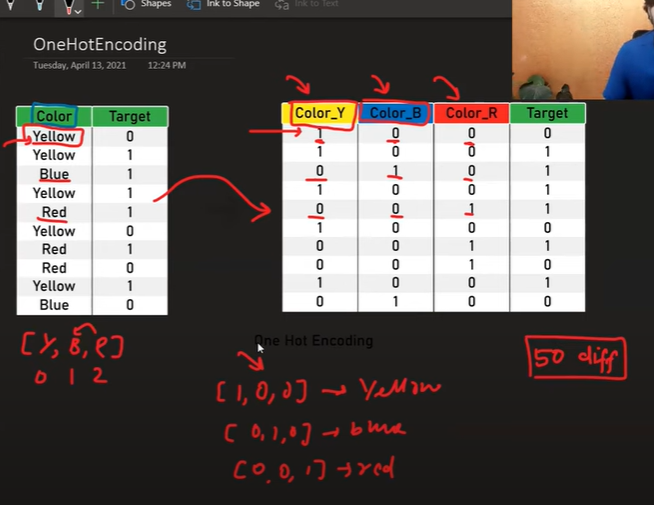 Shapes Ink to Shape Ink to Text
OneHotEncoding
Tuesday, April 13, 2021 12:24 PM
Color Target
Yellow 0
Yellow 1
Blue 1
Yellow 1
Red 1
Yellow 0
Red 1
Red 0
Yellow 1
Blue 0
Color_Y Color_B Color_R Target
1 0 0 0
1 0 0 1
0 1 0 1
1 0 0 1
0 0 1 1
1 0 0 0
0 0 1 1
0 0 1 0
1 0 0 1
0 1 0 0
One Hot Encoding
[Y, B, R]
0 1 2
50 diff
[1, 0, 0] → Yellow
[0, 1, 0] → blue
[0, 0, 1] → red